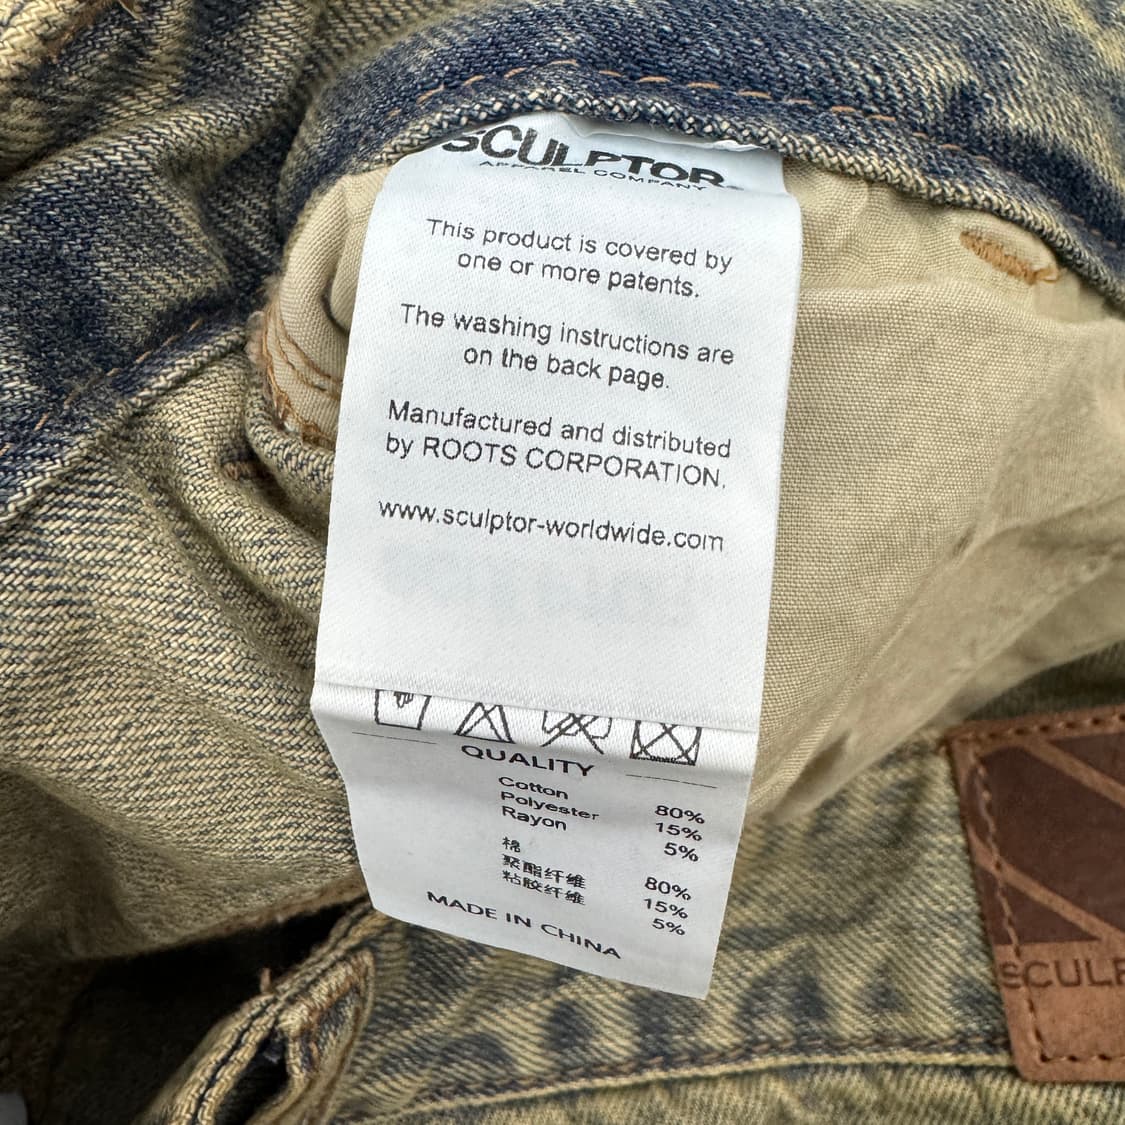 SCULPTOR
APPAREL COMPANY
This product is covered by
one or more patents.
The washing instructions are
on the back page.
Manufactured and distributed
by ROOTS CORPORATION.
www.sculptor-worldwide.com
QUALITY
Cotton 80%
Polyester 15%
Rayon 5%
棉 80%
聚酯纤维 15%
粘胶纤维 5%
MADE IN CHINA
SCULP